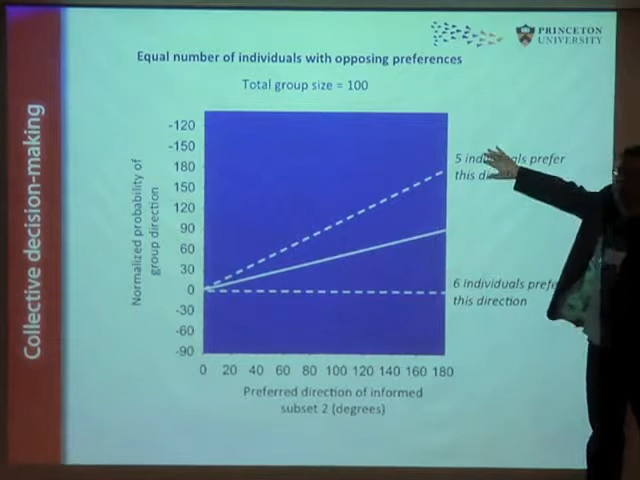 PRINCETON
UNIVERSITY
Equal number of individuals with opposing preferences
Total group size = 100
Collective decision-making
Normalized probability of
group direction
-120
-150
180
150
120
90
60
30
0
-30
-60
-90
0 20 40 60 80 100 120 140 160 180
Preferred direction of informed
subset 2 (degrees)
5 individuals prefer
this
6 individuals prefe
this direction